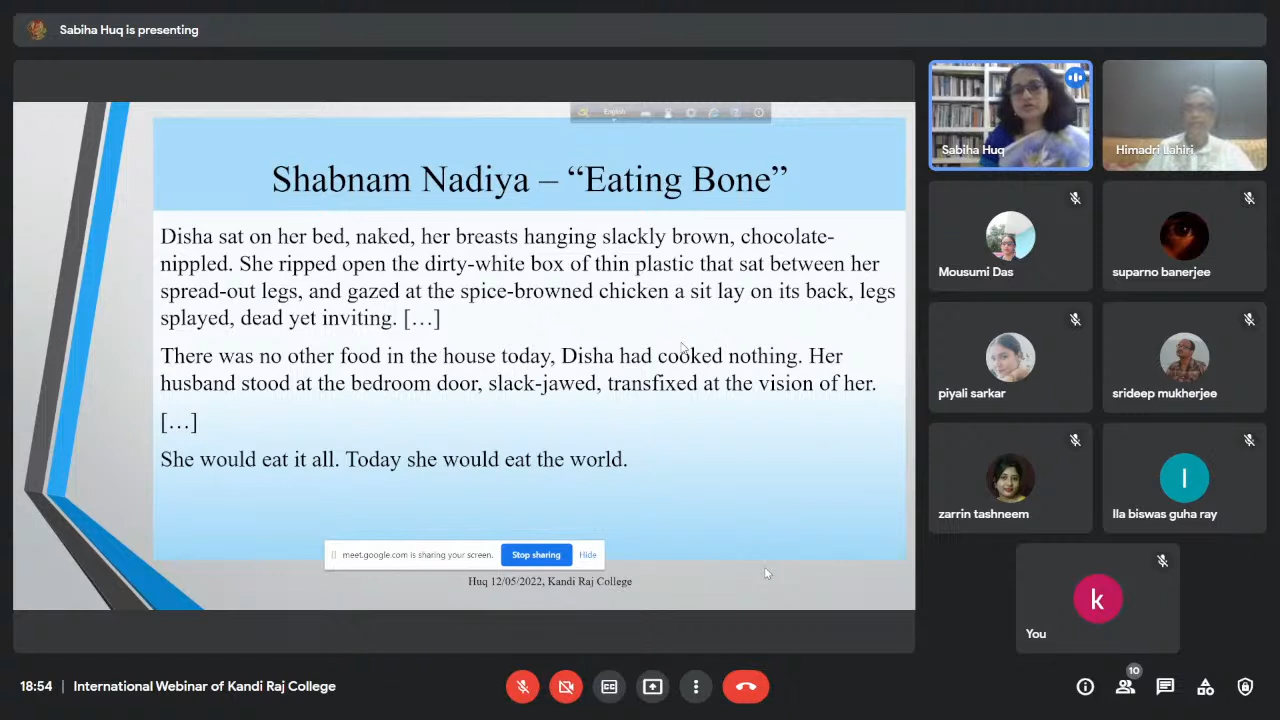 Sabiha Huq is presenting
English
Shabnam Nadiya – “Eating Bone”
Disha sat on her bed, naked, her breasts hanging slackly brown, chocolate-
nippled. She ripped open the dirty-white box of thin plastic that sat between her
spread-out legs, and gazed at the spice-browned chicken a sit lay on its back, legs
splayed, dead yet inviting. […]
There was no other food in the house today, Disha had cooked nothing. Her
husband stood at the bedroom door, slack-jawed, transfixed at the vision of her.
[…]
She would eat it all. Today she would eat the world.
meet.google.com is sharing your screen.
Stop sharing
Hide
Huq 12/05/2022, Kandi Raj College
Sabiha Huq
Himadri Lahiri
Mousumi Das
suparno banerjee
piyali sarkar
srideep mukherjee
zarrin tashneem
l
Ila biswas guha ray
k
You
18:54 | International Webinar of Kandi Raj College
10